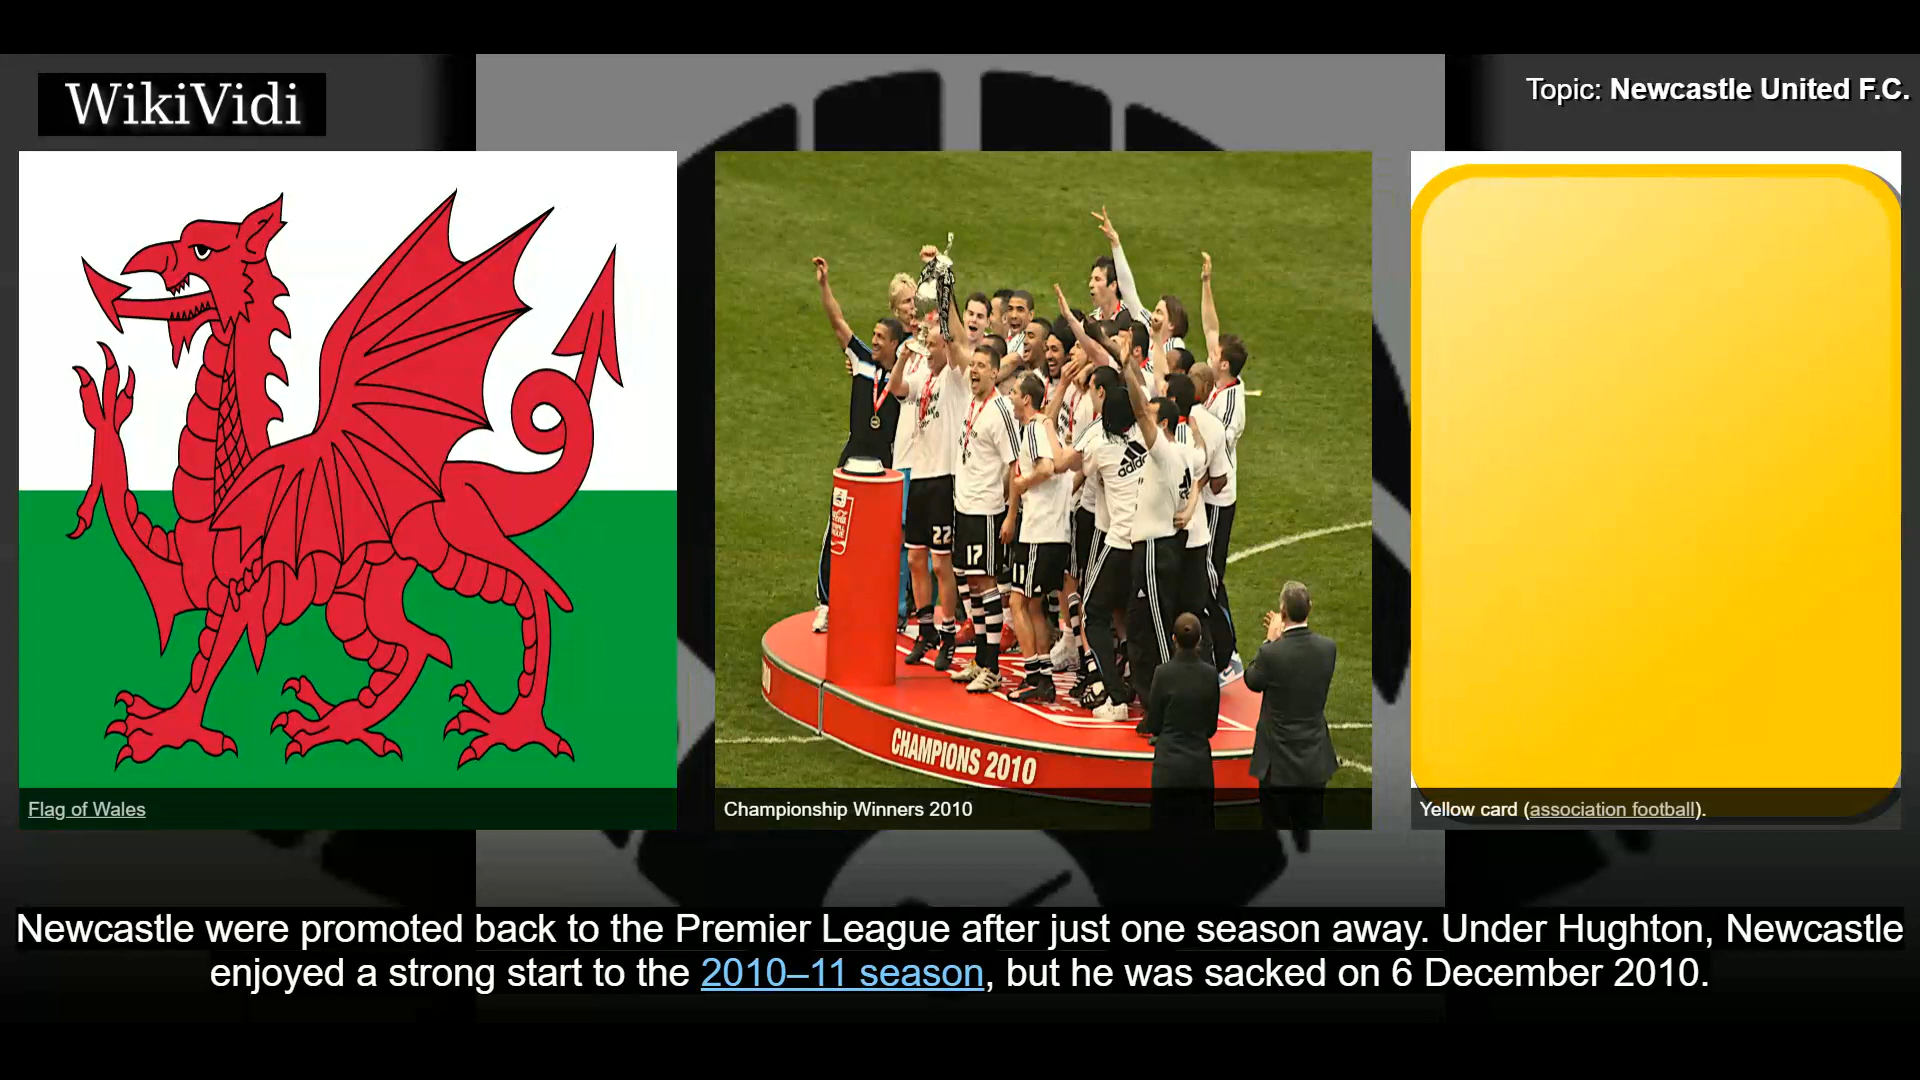 WikiVidi
Topic: Newcastle United F.C.
22
17
11
adidas
CHAMPIONS 2010
Flag of Wales
Championship Winners 2010
Yellow card (association football).
Newcastle were promoted back to the Premier League after just one season away. Under Hughton, Newcastle
enjoyed a strong start to the 2010–11 season, but he was sacked on 6 December 2010.